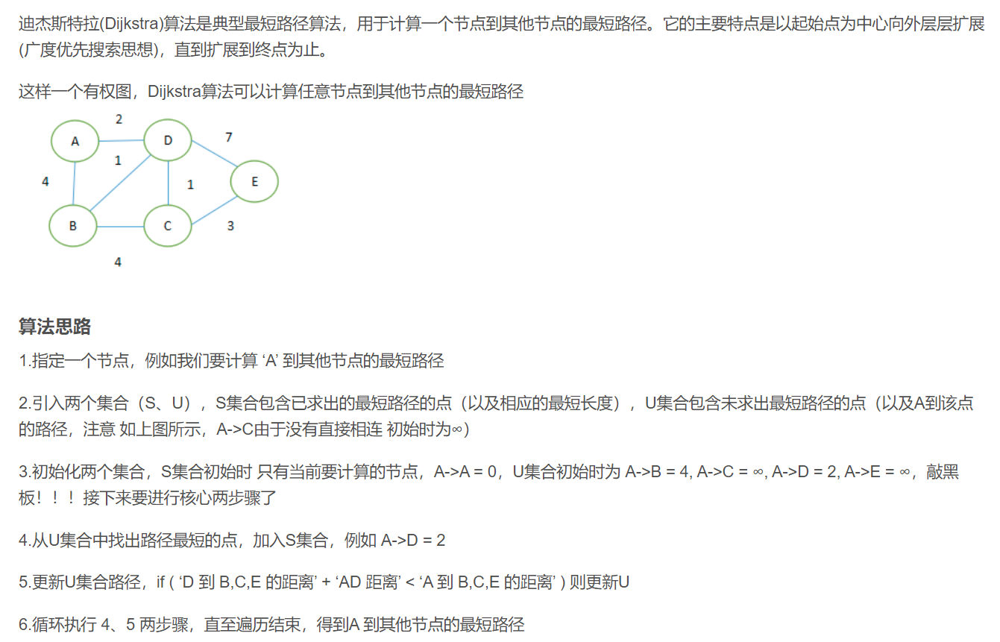 迪杰斯特拉(Dijkstra)算法是典型最短路径算法，用于计算一个节点到其他节点的最短路径。它的主要特点是以起始点为中心向外层层扩展
(广度优先搜索思想)，直到扩展到终点为止。
这样一个有权图，Dijkstra算法可以计算任意节点到其他节点的最短路径
2
A
D
7
1
4
1
E
B
C
3
4
算法思路
1.指定一个节点，例如我们要计算 ‘A’ 到其他节点的最短路径
2.引入两个集合（S、U），S集合包含已求出的最短路径的点（以及相应的最短长度），U集合包含未求出最短路径的点（以及A到该点
的路径，注意 如上图所示，A->C由于没有直接相连 初始时为∞）
3.初始化两个集合，S集合初始时 只有当前要计算的节点，A->A = 0，U集合初始时为 A->B = 4, A->C = ∞, A->D = 2, A->E = ∞，敲黑
板！！！接下来要进行核心两步骤了
4.从U集合中找出路径最短的点，加入S集合，例如 A->D = 2
5.更新U集合路径，if ( ‘D 到 B,C,E 的距离’ + ‘AD 距离’ < ‘A 到 B,C,E 的距离’ ) 则更新U
6.循环执行 4、5 两步骤，直至遍历结束，得到A 到其他节点的最短路径